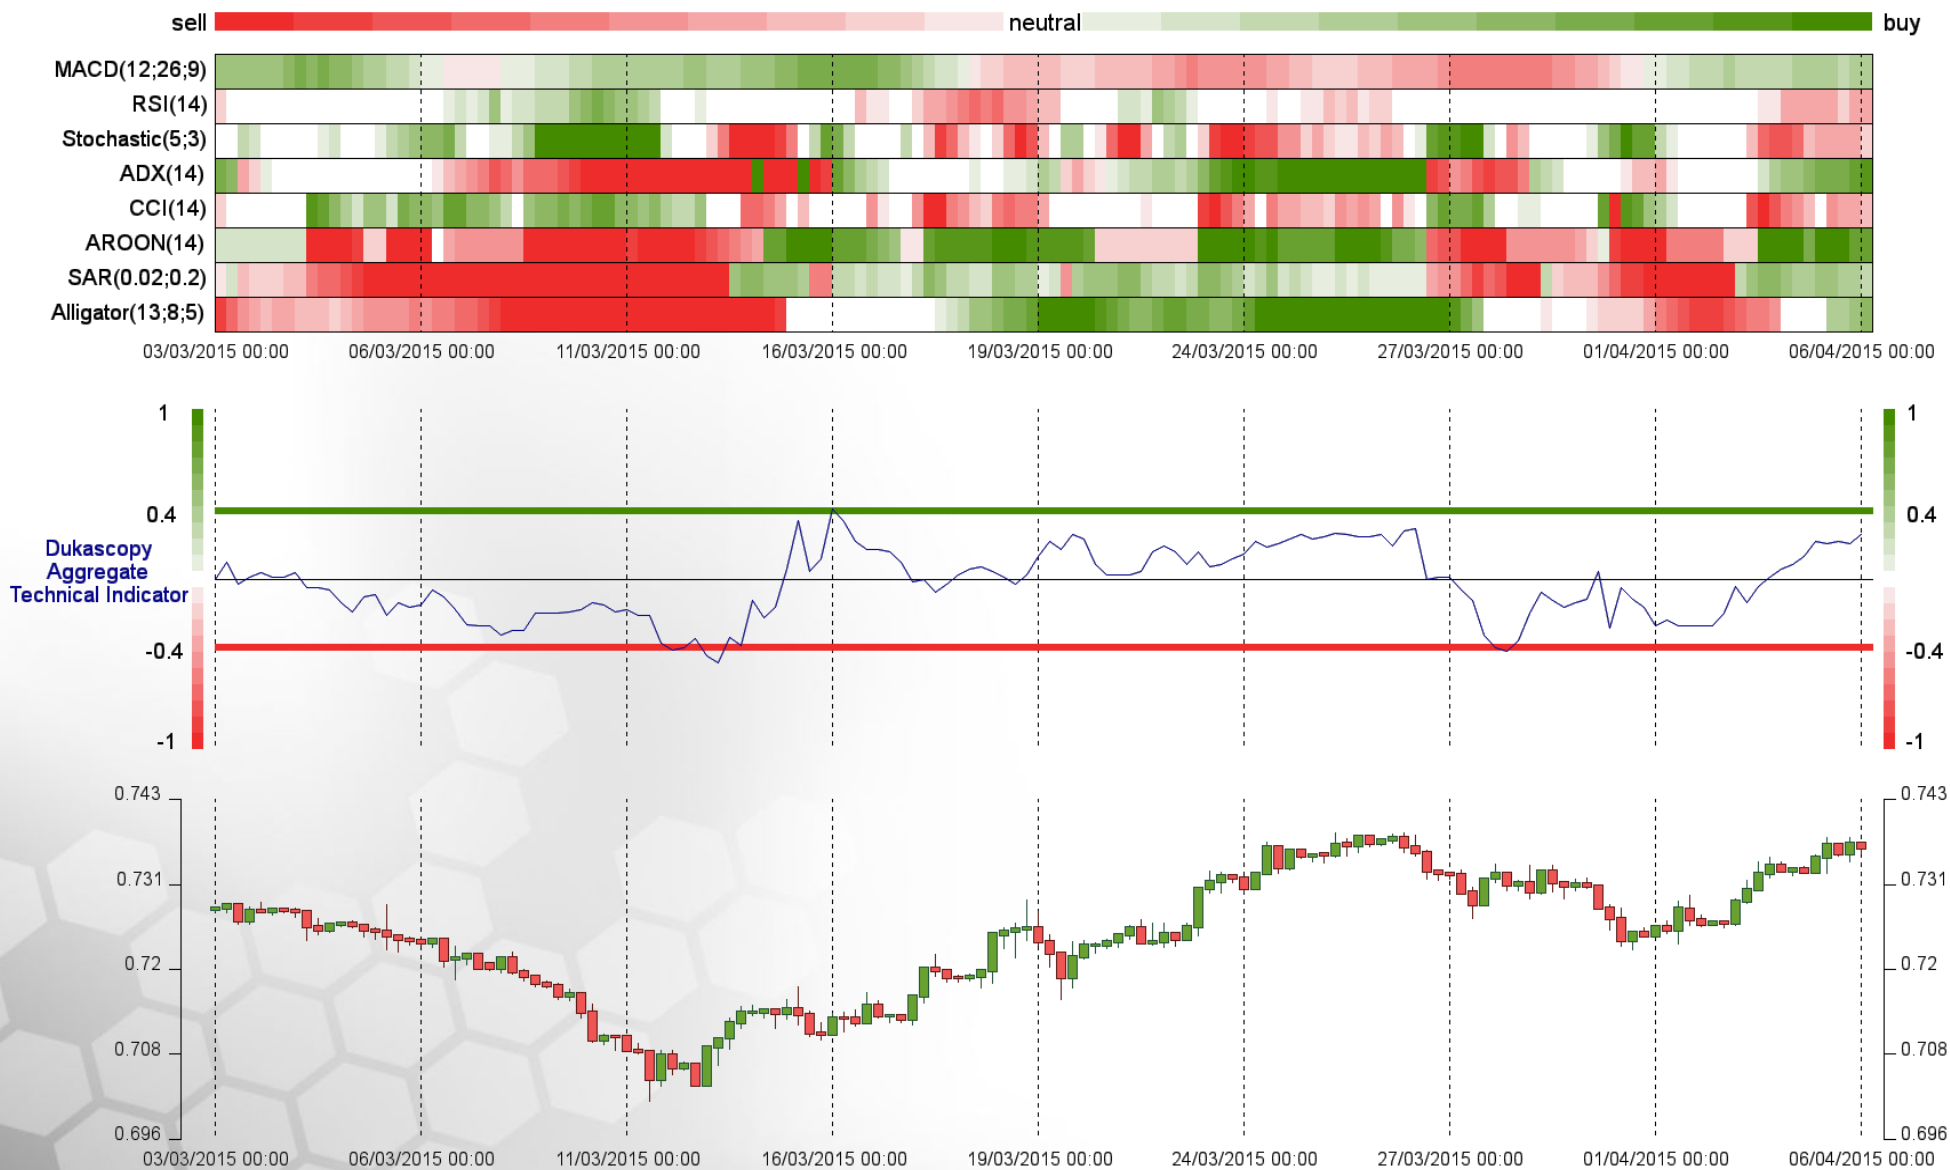 sell neutral buy
MACD(12;26;9)
RSI(14)
Stochastic(5;3)
ADX(14)
CCI(14)
AROON(14)
SAR(0.02;0.2)
Alligator(13;8;5)
03/03/2015 00:00 06/03/2015 00:00 11/03/2015 00:00 16/03/2015 00:00 19/03/2015 00:00 24/03/2015 00:00 27/03/2015 00:00 01/04/2015 00:00 06/04/2015 00:00
1 1
0.4 0.4
Dukascopy
Aggregate
Technical Indicator
-0.4 -0.4
-1 -1
0.743 0.743
0.731 0.731
0.72 0.72
0.708 0.708
0.696 0.696
03/03/2015 00:00 06/03/2015 00:00 11/03/2015 00:00 16/03/2015 00:00 19/03/2015 00:00 24/03/2015 00:00 27/03/2015 00:00 01/04/2015 00:00 06/04/2015 00:00